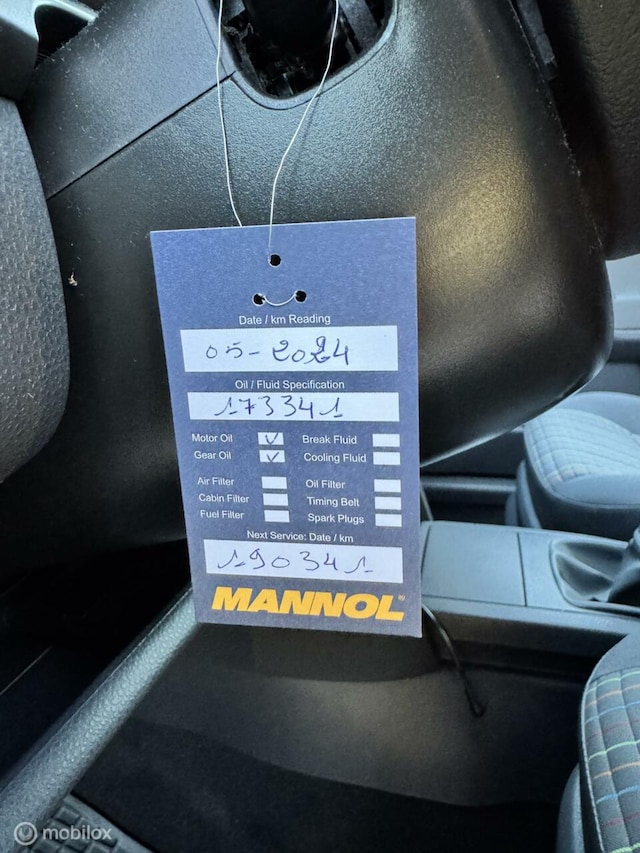 Date / km Reading
05-2024
Oil / Fluid Specification
173341
Motor Oil ✓ Break Fluid
Gear Oil ✓ Cooling Fluid
Air Filter Oil Filter
Cabin Filter Timing Belt
Fuel Filter Spark Plugs
Next Service: Date / km
190341
MANNOL®
mobilox